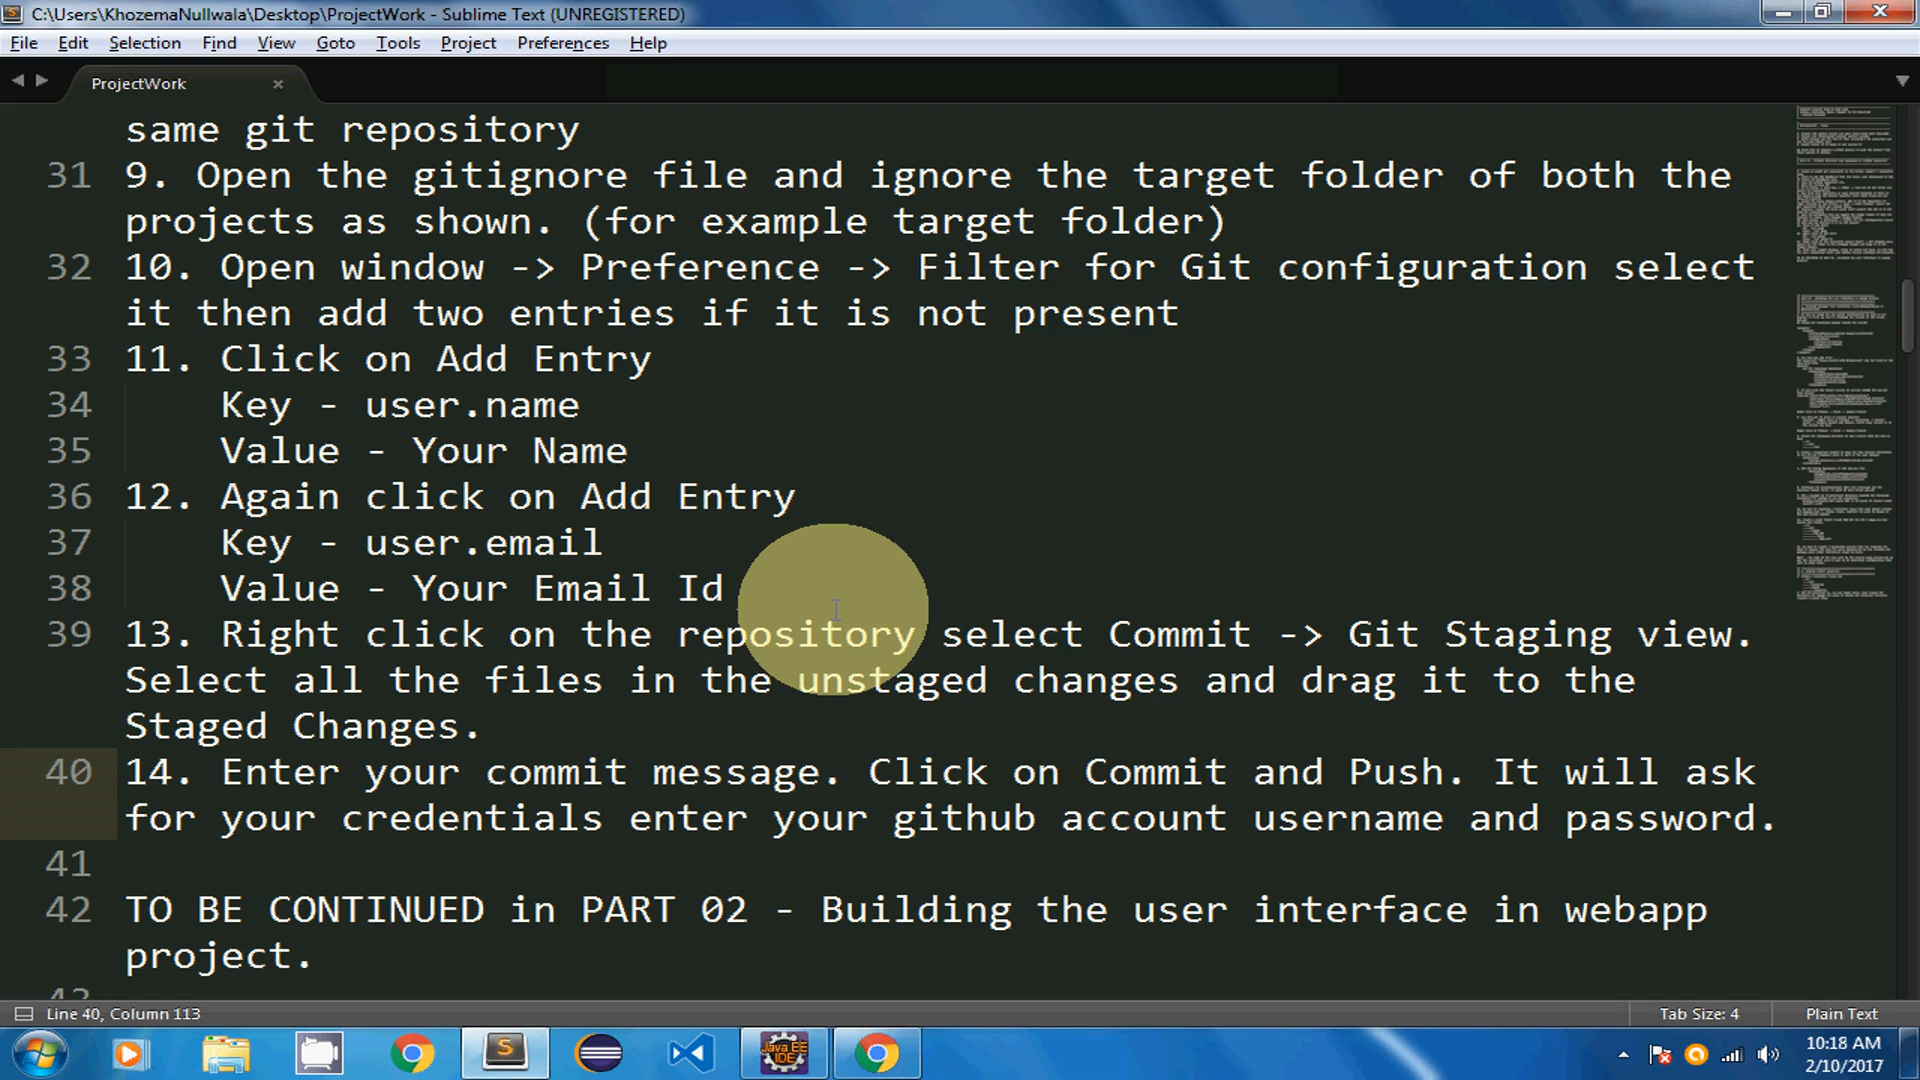 C:\Users\KhozemaNullwala\Desktop\ProjectWork - Sublime Text (UNREGISTERED)
File Edit Selection Find View Goto Tools Project Preferences Help
ProjectWork
same git repository
31 9. Open the gitignore file and ignore the target folder of both the
projects as shown. (for example target folder)
32 10. Open window -> Preference -> Filter for Git configuration select
it then add two entries if it is not present
33 11. Click on Add Entry
34 Key - user.name
35 Value - Your Name
36 12. Again click on Add Entry
37 Key - user.email
38 Value - Your Email Id
39 13. Right click on the repository select Commit -> Git Staging view.
Select all the files in the unstaged changes and drag it to the
Staged Changes.
40 14. Enter your commit message. Click on Commit and Push. It will ask
for your credentials enter your github account username and password.
41
42 TO BE CONTINUED in PART 02 - Building the user interface in webapp
project.
43
Line 40, Column 113 Tab Size: 4 Plain Text
Java EE
IDE
10:18 AM
2/10/2017